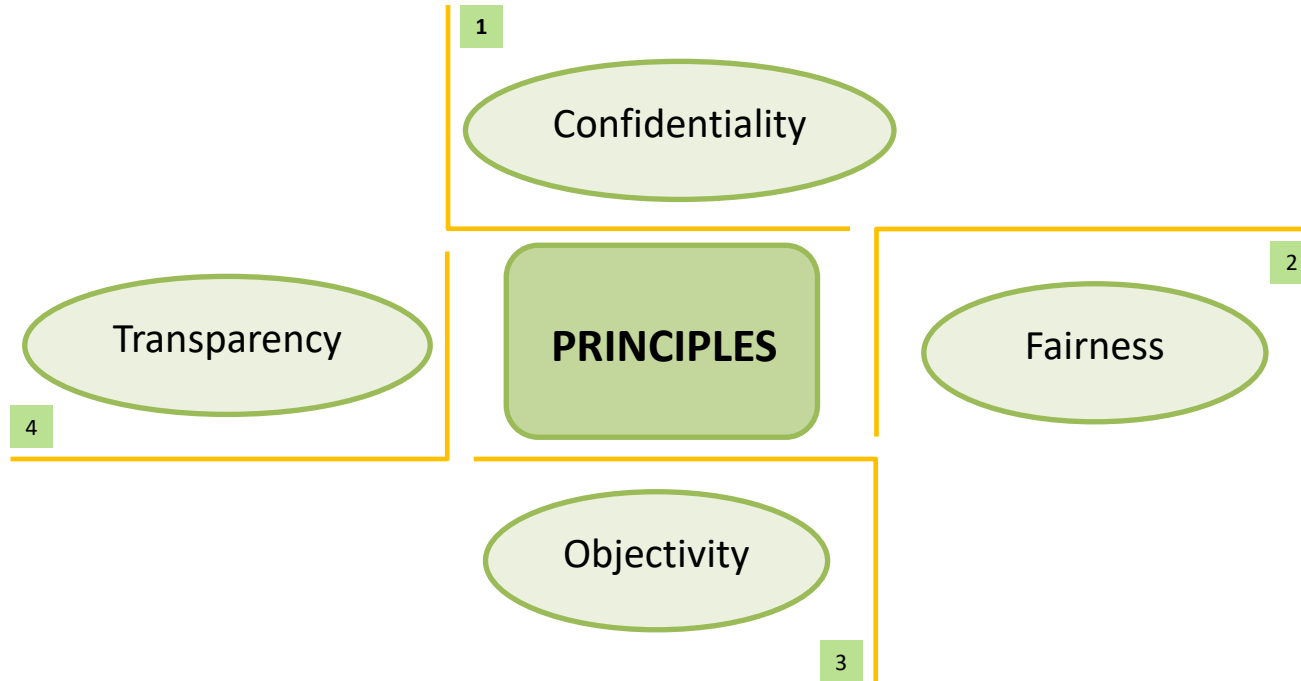 1
Confidentiality
2
Transparency
PRINCIPLES
Fairness
4
Objectivity
3